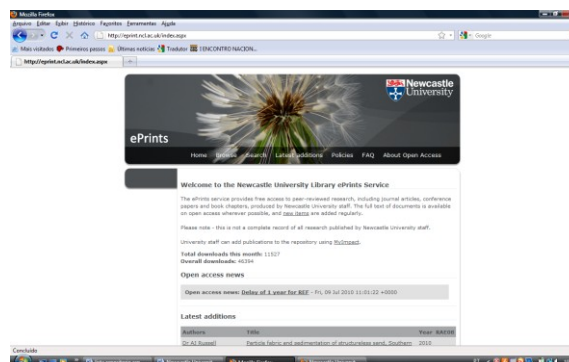 Mozilla Firefox
Arquivo Editar Exibir Histórico Favoritos Ferramentas Ajuda
http://eprint.ncl.ac.uk/index.aspx
Google
Mais visitados Primeiros passos Últimas notícias Tradutor I ENCONTRO NACION...
http://eprint.ncl.ac.uk/index.aspx
Newcastle
University
ePrints
Home Browse Search Latest additions Policies FAQ About Open Access
Welcome to the Newcastle University Library ePrints Service
The ePrints service provides free access to peer-reviewed research, including journal articles, conference
papers and book chapters, produced by Newcastle University staff. The full text of documents is available
on open access wherever possible, and new items are added regularly.
Please note - this is not a complete record of all research published by Newcastle University staff.
University staff can add publications to the repository using MyImpact.
Total downloads this month: 11527
Overall downloads: 46394
Open access news
Open access news: Delay of 1 year for REF - Fri, 09 Jul 2010 11:01:22 +0000
Latest additions
Authors Title Year
Dr AJ Russell Particle fabric and sedimentation of structureless sand, Southern 2010
Concluído